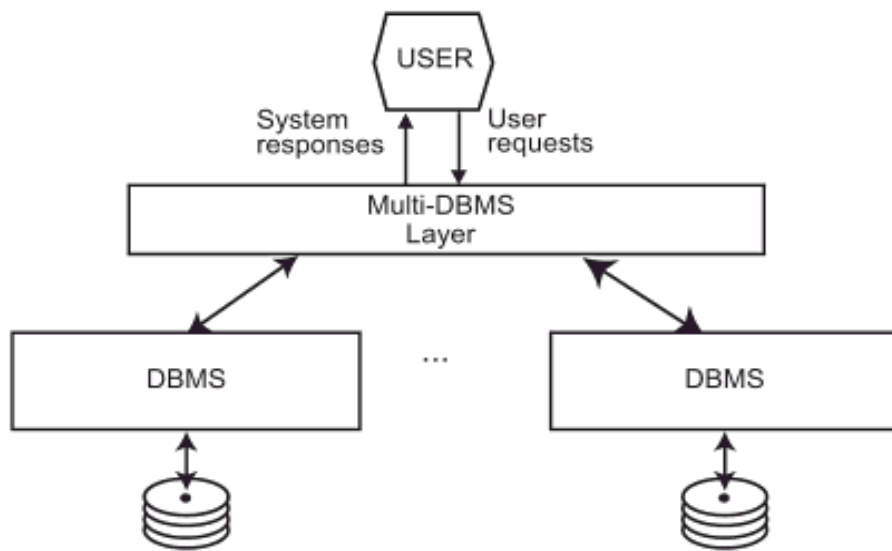 USER
System
responses
User
requests
Multi-DBMS
Layer
DBMS
...
DBMS